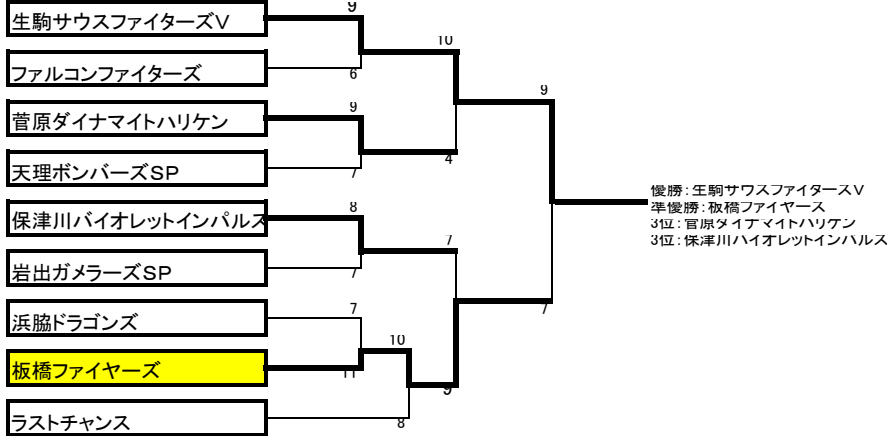 生駒サウスファイターズV
ファルコンファイターズ
菅原ダイナマイトハリケン
天理ボンバーズSP
保津川バイオレットインパルス
岩出ガメラーズSP
浜脇ドラゴンズ
板橋ファイヤーズ
ラストチャンス
9
6
9
7
8
7
7
11
10
8
10
4
7
9
9
7
優勝：生駒サウスファイターズV
準優勝：板橋ファイヤーズ
3位：菅原ダイナマイトハリケン
3位：保津川バイオレットインパルス